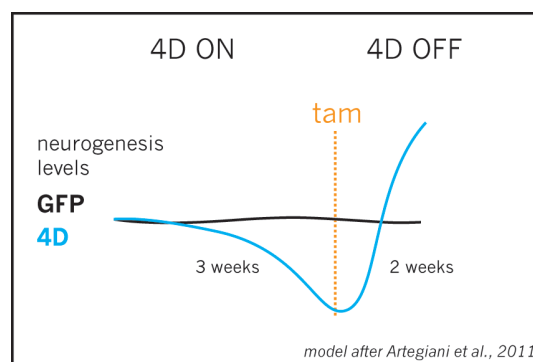 4D ON 4D OFF
tam
neurogenesis
levels
GFP
4D
3 weeks 2 weeks
model after Artegiani et al., 2011